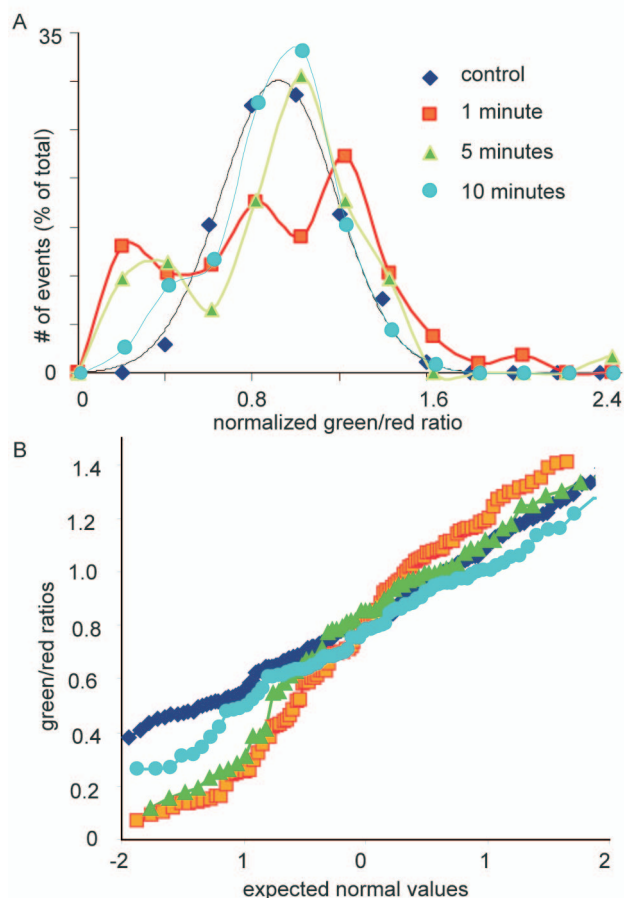 A
35
# of events (% of total)
control
1 minute
5 minutes
10 minutes
0
0 0.8 1.6 2.4
normalized green/red ratio
B
1.4
1.2
1.0
green/red ratios
0.8
0.6
0.4
0.2
0
-2 1 0 1 2
expected normal values